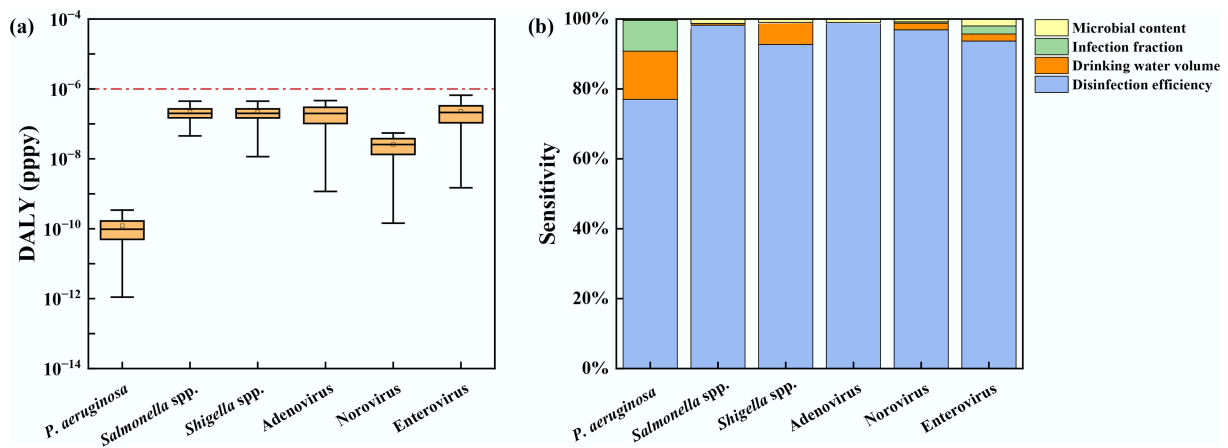 (a)
DALY (pppy)
10⁻⁴
10⁻⁶
10⁻⁸
10⁻¹⁰
10⁻¹²
10⁻¹⁴
P. aeruginosa
Salmonella spp.
Shigella spp.
Adenovirus
Norovirus
Enterovirus
(b)
Sensitivity
100%
80%
60%
40%
20%
0%
P. aeruginosa
Salmonella spp.
Shigella spp.
Adenovirus
Norovirus
Enterovirus
Microbial content
Infection fraction
Drinking water volume
Disinfection efficiency